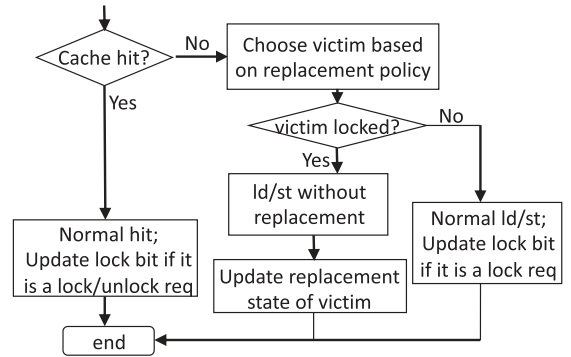 Cache hit?
No
Choose victim based
on replacement policy
Yes
victim locked?
No
Yes
ld/st without
replacement
Normal hit;
Update lock bit if it
is a lock/unlock req
Normal ld/st;
Update lock bit
if it is a lock req
Update replacement
state of victim
end